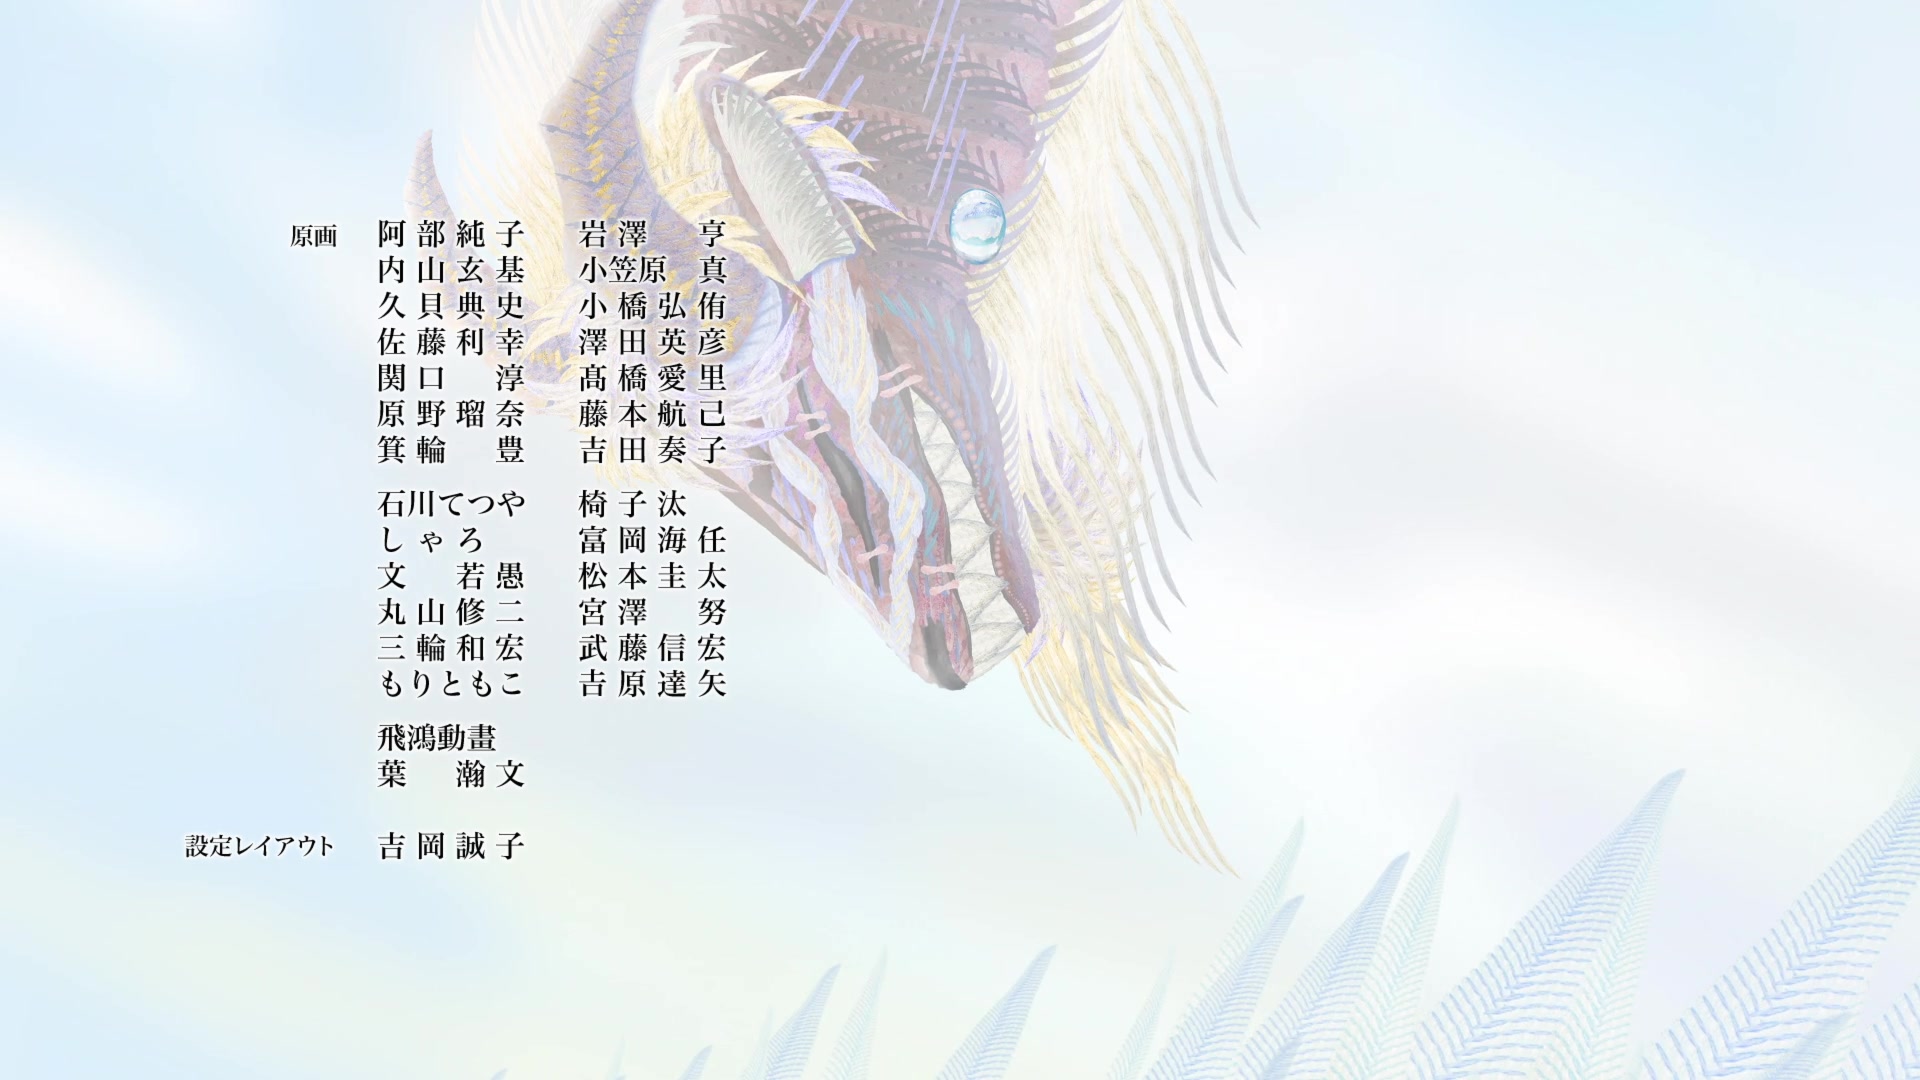 原画 阿部純子 岩澤 亨
内山玄基 小笠原 真
久貝典史 小橋弘侑
佐藤利幸 澤田英彦
関口 淳 髙橋愛里
原野瑠奈 藤本航己
箕輪 豊 吉田奏子
石川てつや 椅子汰
しゃろ 富岡海任
文 若愚 松本圭太
丸山修二 宮澤 努
三輪和宏 武藤信宏
もりともこ 吉原達矢
飛鴻動畫
葉 瀚文
設定レイアウト 吉岡誠子